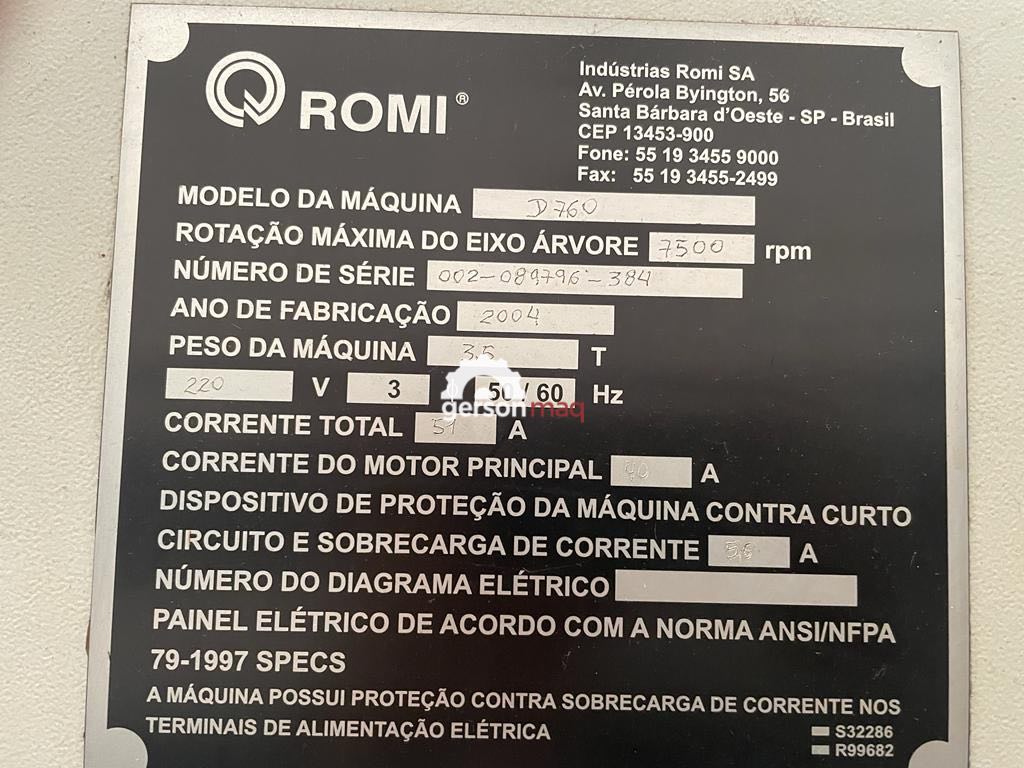 ROMI®
Indústrias Romi SA
Av. Pérola Byington, 56
Santa Bárbara d'Oeste - SP - Brasil
CEP 13453-900
Fone: 55 19 3455 9000
Fax: 55 19 3455-2499
MODELO DA MÁQUINA D760
ROTAÇÃO MÁXIMA DO EIXO ÁRVORE 7500 rpm
NÚMERO DE SÉRIE 002-089796-384
ANO DE FABRICAÇÃO 2004
PESO DA MÁQUINA 3,5 T
220 V 3 50 / 60 Hz
gersonmaq
CORRENTE TOTAL 51 A
CORRENTE DO MOTOR PRINCIPAL 40 A
DISPOSITIVO DE PROTEÇÃO DA MÁQUINA CONTRA CURTO
CIRCUITO E SOBRECARGA DE CORRENTE A
NÚMERO DO DIAGRAMA ELÉTRICO
PAINEL ELÉTRICO DE ACORDO COM A NORMA ANSI/NFPA
79-1997 SPECS
A MÁQUINA POSSUI PROTEÇÃO CONTRA SOBRECARGA DE CORRENTE NOS
TERMINAIS DE ALIMENTAÇÃO ELÉTRICA
S32286
R99682